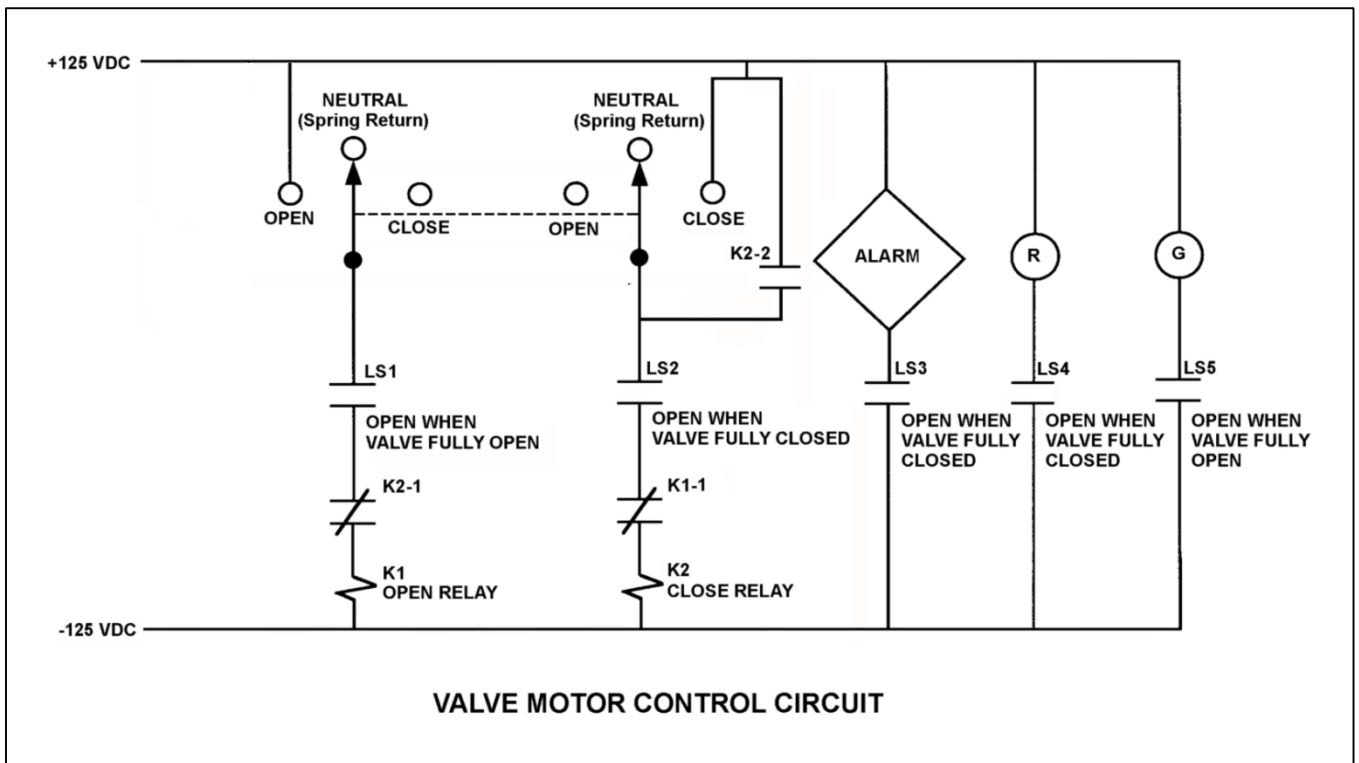 +125 VDC
NEUTRAL
(Spring Return)
NEUTRAL
(Spring Return)
OPEN
CLOSE
OPEN
CLOSE
K2-2
ALARM
R
G
LS1
OPEN WHEN
VALVE FULLY OPEN
LS2
OPEN WHEN
VALVE FULLY CLOSED
LS3
OPEN WHEN
VALVE FULLY
CLOSED
LS4
OPEN WHEN
VALVE FULLY
CLOSED
LS5
OPEN WHEN
VALVE FULLY
OPEN
K2-1
K1-1
K1
OPEN RELAY
K2
CLOSE RELAY
-125 VDC
VALVE MOTOR CONTROL CIRCUIT